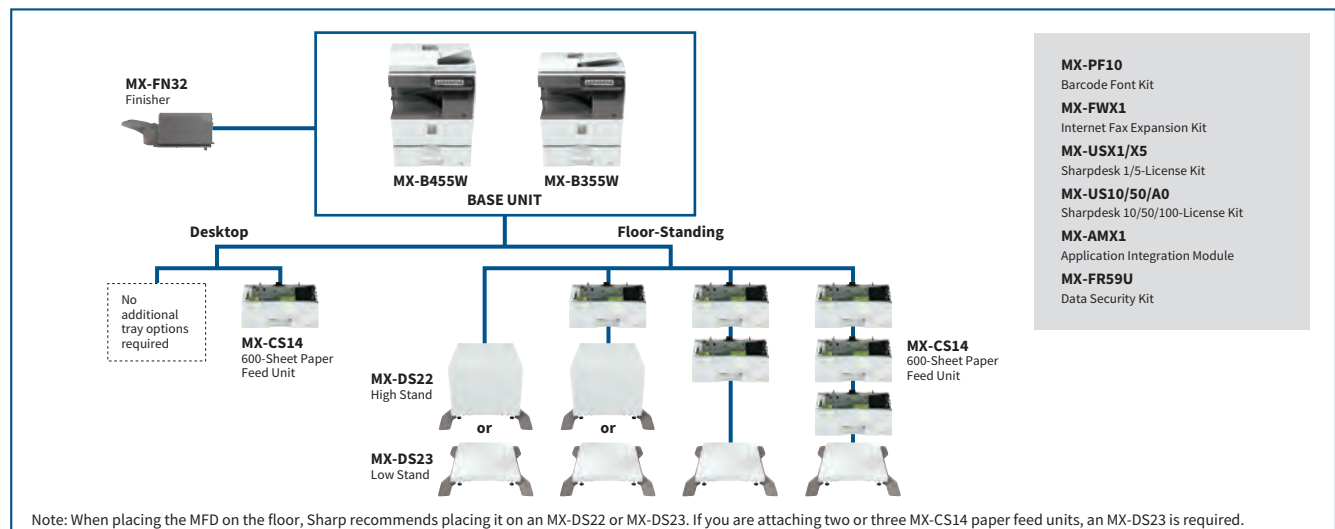 MX-FN32
Finisher
MX-B455W
MX-B355W
BASE UNIT
Desktop
Floor-Standing
No
additional
tray options
required
MX-CS14
600-Sheet Paper
Feed Unit
MX-DS22
High Stand
or
or
MX-DS23
Low Stand
MX-CS14
600-Sheet Paper
Feed Unit
MX-PF10
Barcode Font Kit
MX-FWX1
Internet Fax Expansion Kit
MX-USX1/X5
Sharpdesk 1/5-License Kit
MX-US10/50/A0
Sharpdesk 10/50/100-License Kit
MX-AMX1
Application Integration Module
MX-FR59U
Data Security Kit
Note: When placing the MFD on the floor, Sharp recommends placing it on an MX-DS22 or MX-DS23. If you are attaching two or three MX-CS14 paper feed units, an MX-DS23 is required.